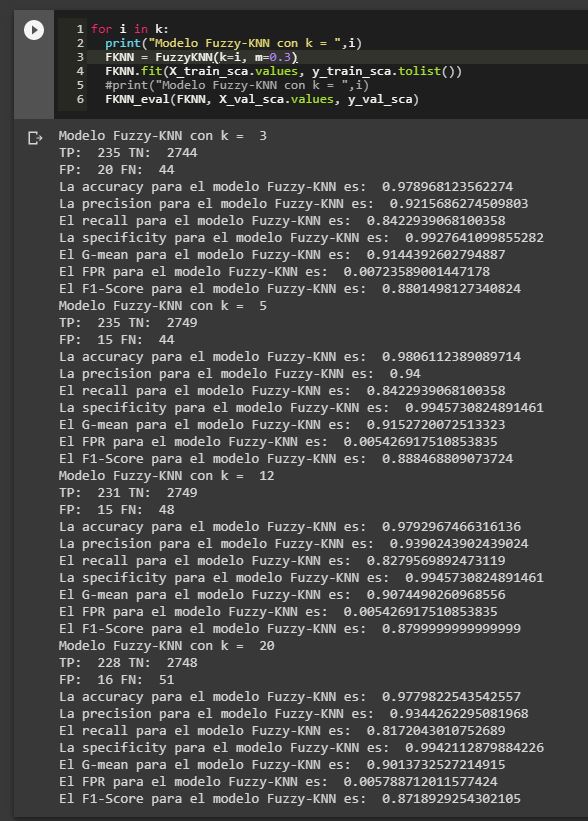 1 for i in k:
2 print("Modelo Fuzzy-KNN con k = ",i)
3 FKNN = FuzzyKNN(k=i, m=0.3)
4 FKNN.fit(X_train_sca.values, y_train_sca.tolist())
5 #print("Modelo Fuzzy-KNN con k = ",i)
6 FKNN_eval(FKNN, X_val_sca.values, y_val_sca)
Modelo Fuzzy-KNN con k = 3
TP: 235 TN: 2744
FP: 20 FN: 44
La accuracy para el modelo Fuzzy-KNN es: 0.978968123562274
La precision para el modelo Fuzzy-KNN es: 0.9215686274509803
El recall para el modelo Fuzzy-KNN es: 0.8422939068100358
La specificity para el modelo Fuzzy-KNN es: 0.9927641099855282
El G-mean para el modelo Fuzzy-KNN es: 0.9144392602794887
El FPR para el modelo Fuzzy-KNN es: 0.00723589001447178
El F1-Score para el modelo Fuzzy-KNN es: 0.8801498127340824
Modelo Fuzzy-KNN con k = 5
TP: 235 TN: 2749
FP: 15 FN: 44
La accuracy para el modelo Fuzzy-KNN es: 0.9806112389089714
La precision para el modelo Fuzzy-KNN es: 0.94
El recall para el modelo Fuzzy-KNN es: 0.8422939068100358
La specificity para el modelo Fuzzy-KNN es: 0.9945730824891461
El G-mean para el modelo Fuzzy-KNN es: 0.9152720072513323
El FPR para el modelo Fuzzy-KNN es: 0.005426917510853835
El F1-Score para el modelo Fuzzy-KNN es: 0.888468809073724
Modelo Fuzzy-KNN con k = 12
TP: 231 TN: 2749
FP: 15 FN: 48
La accuracy para el modelo Fuzzy-KNN es: 0.9792967466316136
La precision para el modelo Fuzzy-KNN es: 0.9390243902439024
El recall para el modelo Fuzzy-KNN es: 0.8279569892473119
La specificity para el modelo Fuzzy-KNN es: 0.9945730824891461
El G-mean para el modelo Fuzzy-KNN es: 0.9074490260968556
El FPR para el modelo Fuzzy-KNN es: 0.005426917510853835
El F1-Score para el modelo Fuzzy-KNN es: 0.8799999999999999
Modelo Fuzzy-KNN con k = 20
TP: 228 TN: 2748
FP: 16 FN: 51
La accuracy para el modelo Fuzzy-KNN es: 0.9779822543542557
La precision para el modelo Fuzzy-KNN es: 0.9344262295081968
El recall para el modelo Fuzzy-KNN es: 0.8172043010752689
La specificity para el modelo Fuzzy-KNN es: 0.9942112879884226
El G-mean para el modelo Fuzzy-KNN es: 0.9013732527214915
El FPR para el modelo Fuzzy-KNN es: 0.005788712011577424
El F1-Score para el modelo Fuzzy-KNN es: 0.8718929254302105